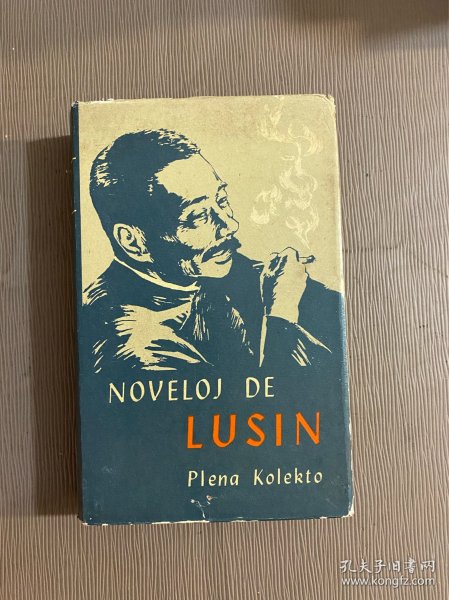 NOVELOJ DE
LUSIN
Plena Kolekto
孔夫子旧书网
www.kongfz.com